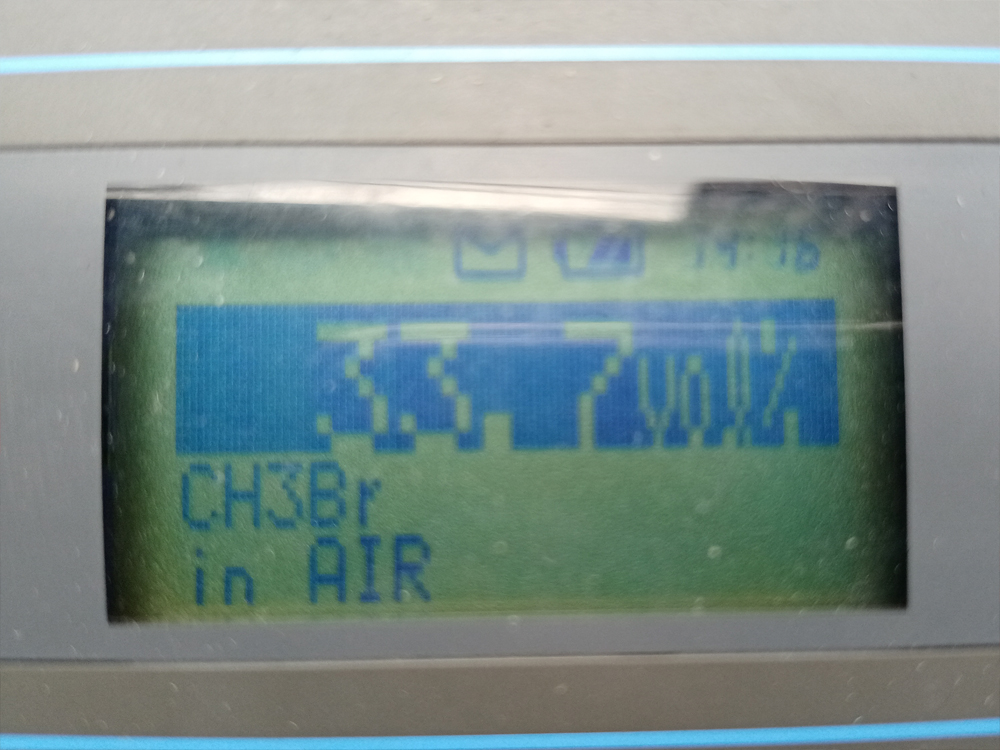 14:16
33.7vol%
CH3Br
in AIR